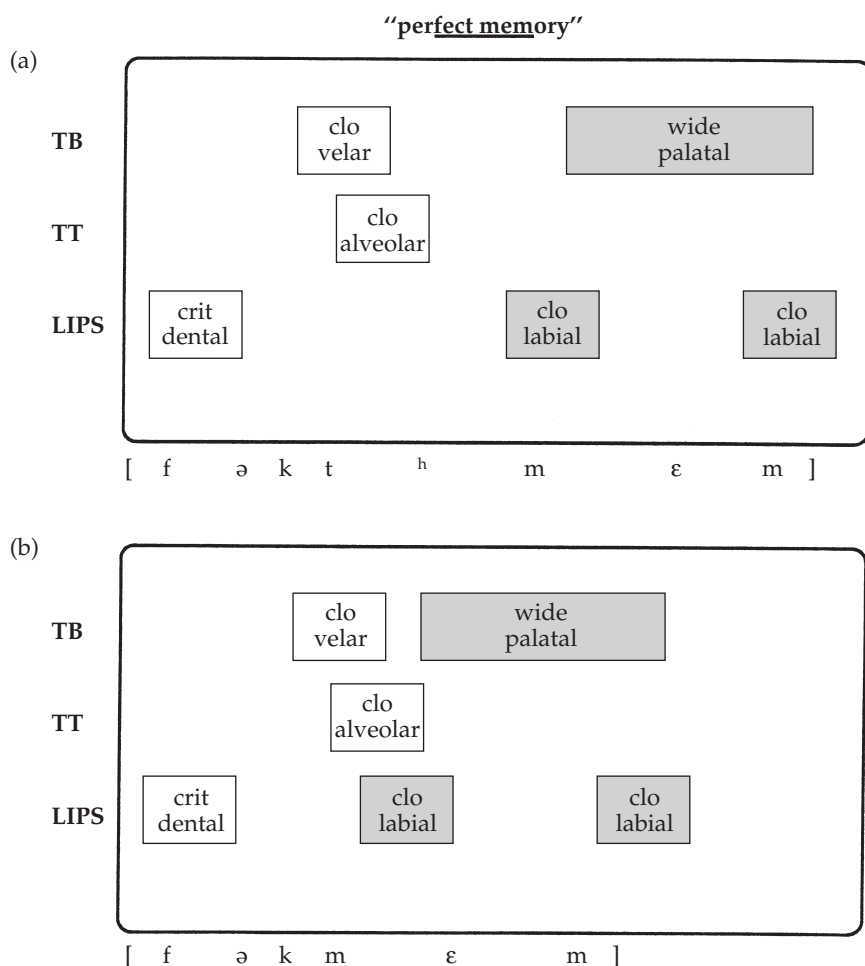 “perfect memory”
(a)
TB
clo
velar
wide
palatal
TT
clo
alveolar
LIPS
crit
dental
clo
labial
clo
labial
[ f ə k t ʰ m ɛ m ]
(b)
TB
clo
velar
wide
palatal
TT
clo
alveolar
LIPS
crit
dental
clo
labial
clo
labial
[ f ə k m ɛ m ]